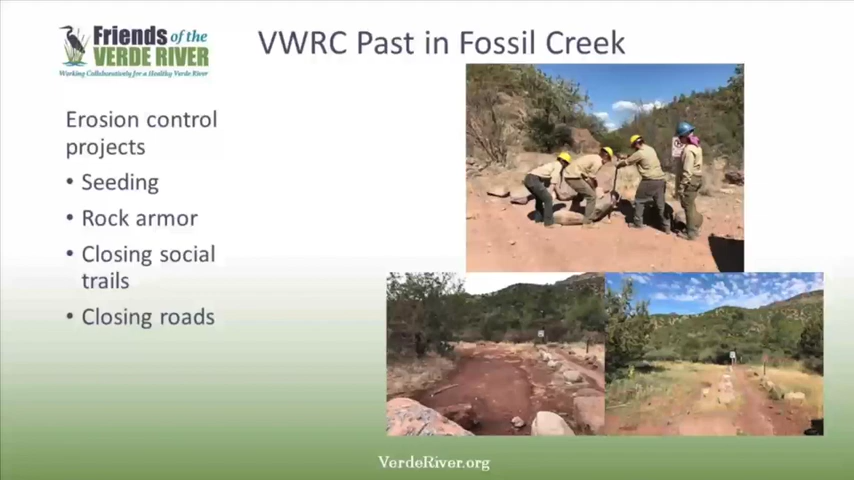 Friends of the
VERDE RIVER
Working Collaboratively for a Healthy Verde River
VWRC Past in Fossil Creek
Erosion control
projects
• Seeding
• Rock armor
• Closing social
trails
• Closing roads
VerdeRiver.org